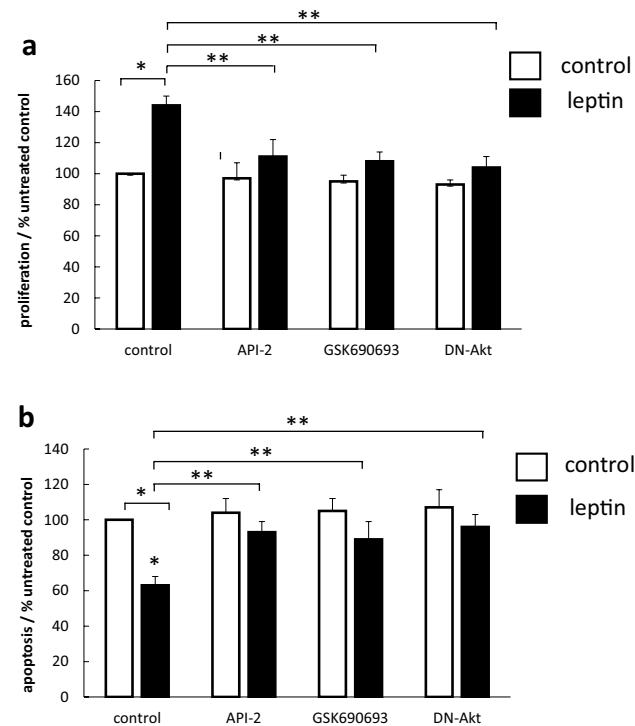 a
**
**
* **
control
leptin
proliferation / % untreated control
160
140
120
100
80
60
40
20
0
control API-2 GSK690693 DN-Akt
b
**
**
* **
*
control
leptin
apoptosis / % untreated control
140
120
100
80
60
40
20
0
control API-2 GSK690693 DN-Akt